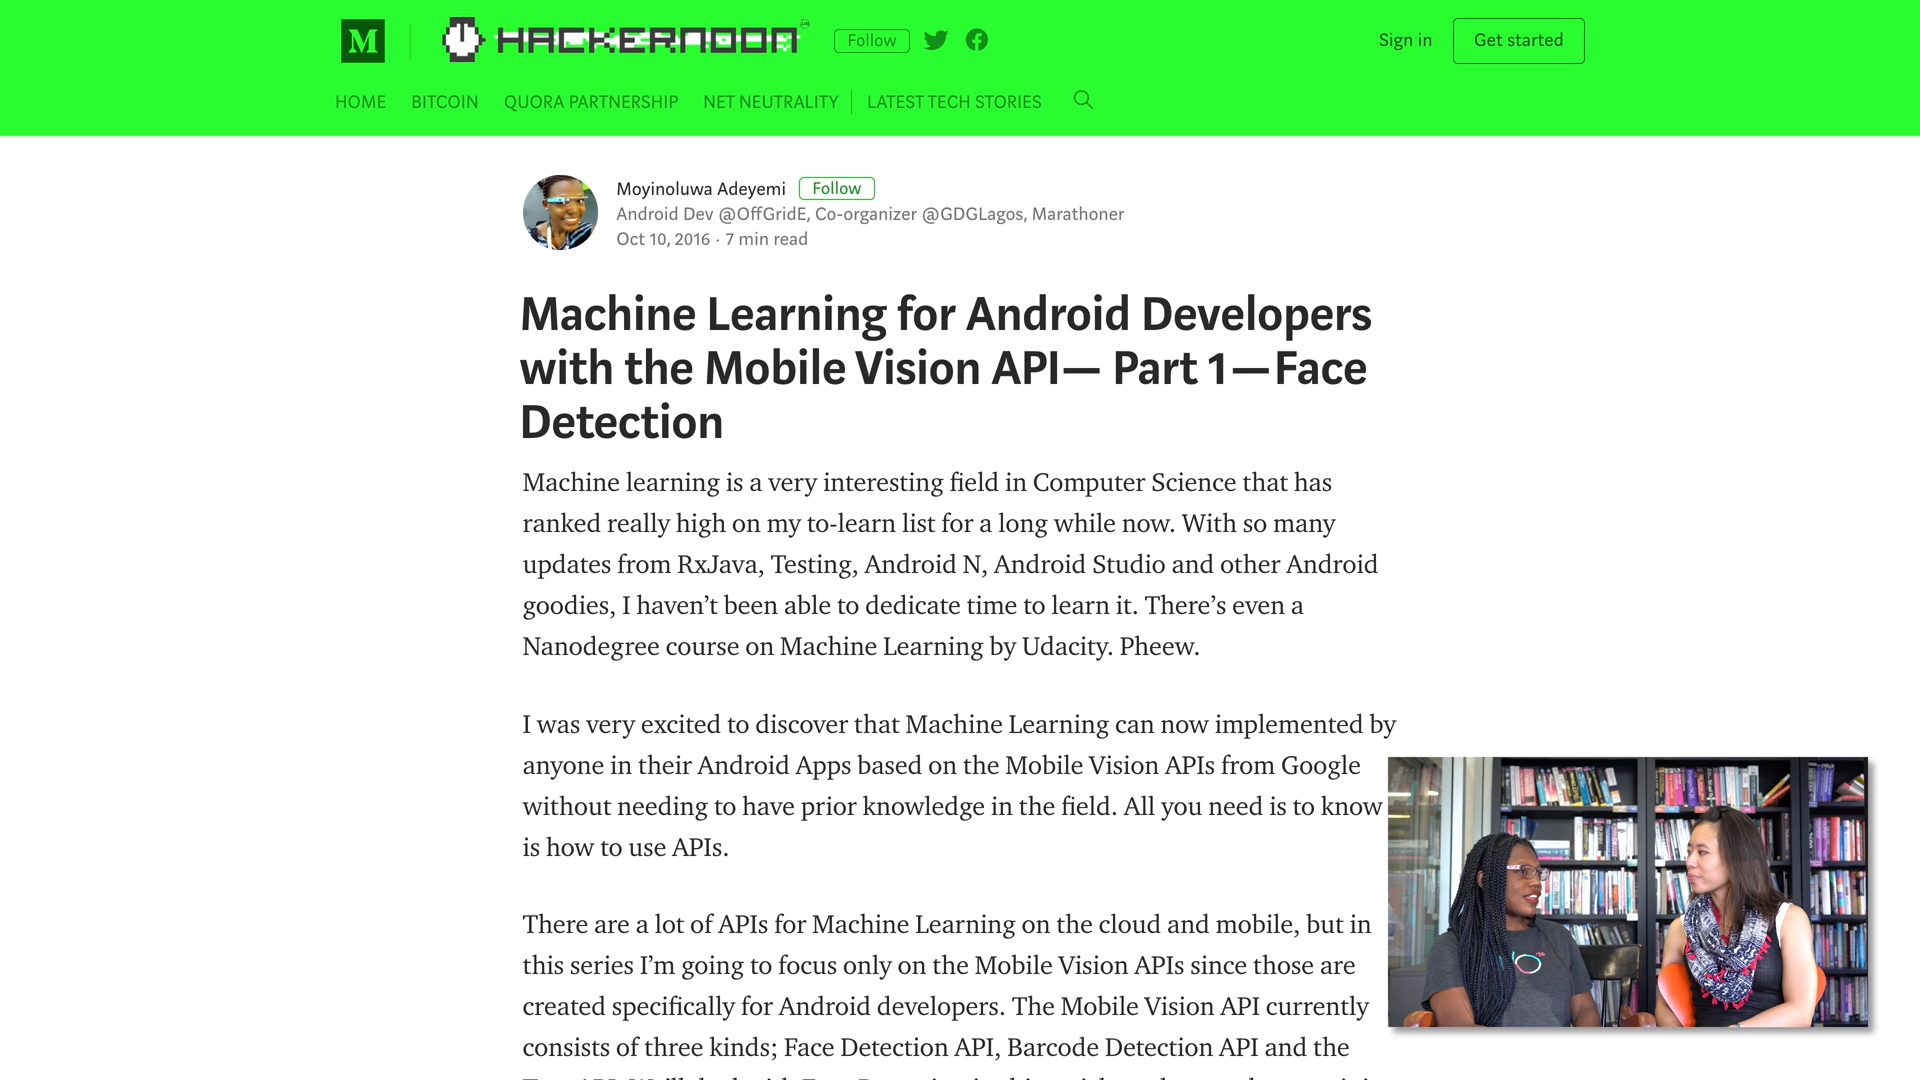 M HACKERNOON Follow
Sign in Get started
HOME BITCOIN QUORA PARTNERSHIP NET NEUTRALITY LATEST TECH STORIES
Moyinoluwa Adeyemi Follow
Android Dev @OffGridE, Co-organizer @GDGLagos, Marathoner
Oct 10, 2016 · 7 min read
Machine Learning for Android Developers
with the Mobile Vision API— Part 1—Face
Detection
Machine learning is a very interesting field in Computer Science that has
ranked really high on my to-learn list for a long while now. With so many
updates from RxJava, Testing, Android N, Android Studio and other Android
goodies, I haven’t been able to dedicate time to learn it. There’s even a
Nanodegree course on Machine Learning by Udacity. Pheew.
I was very excited to discover that Machine Learning can now implemented by
anyone in their Android Apps based on the Mobile Vision APIs from Google
without needing to have prior knowledge in the field. All you need is to know
is how to use APIs.
There are a lot of APIs for Machine Learning on the cloud and mobile, but in
this series I’m going to focus only on the Mobile Vision APIs since those are
created specifically for Android developers. The Mobile Vision API currently
consists of three kinds; Face Detection API, Barcode Detection API and the